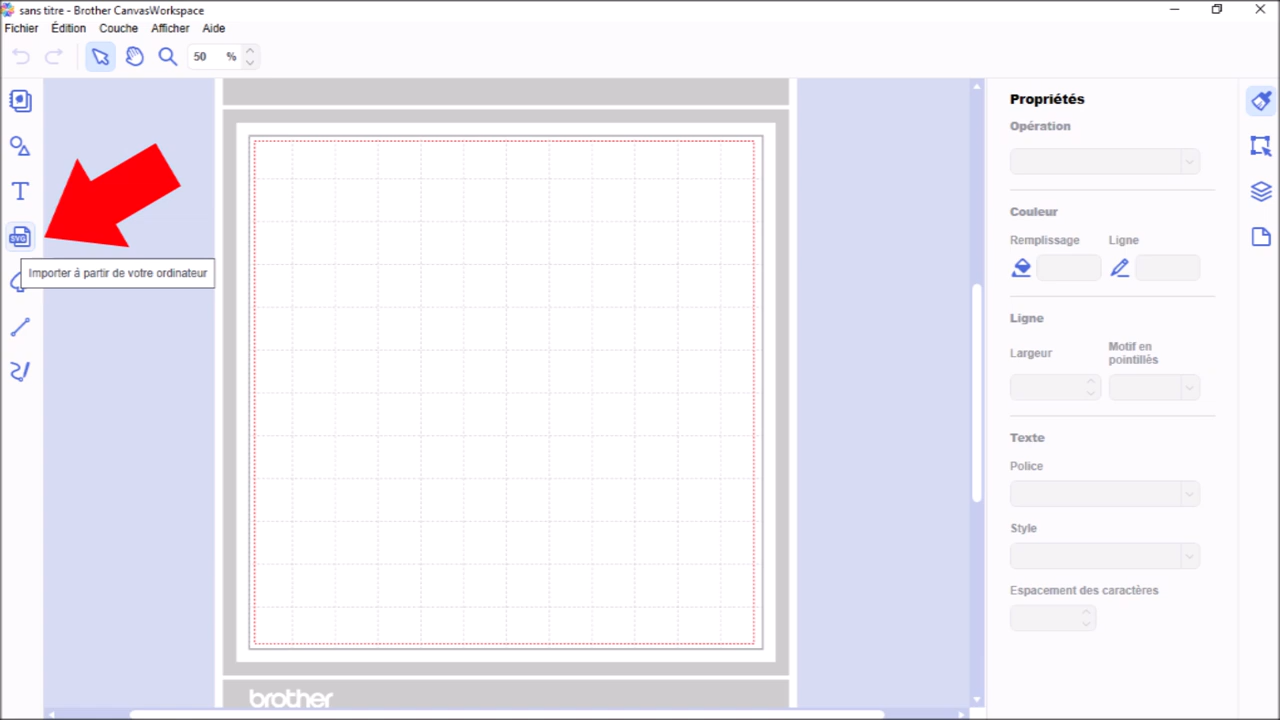 sans titre - Brother CanvasWorkspace
Fichier Édition Couche Afficher Aide
50 %
SVG
Importer à partir de votre ordinateur
brother
Propriétés
Opération
Couleur
Remplissage Ligne
Ligne
Largeur
Motif en
pointillés
Texte
Police
Style
Espacement des caractères